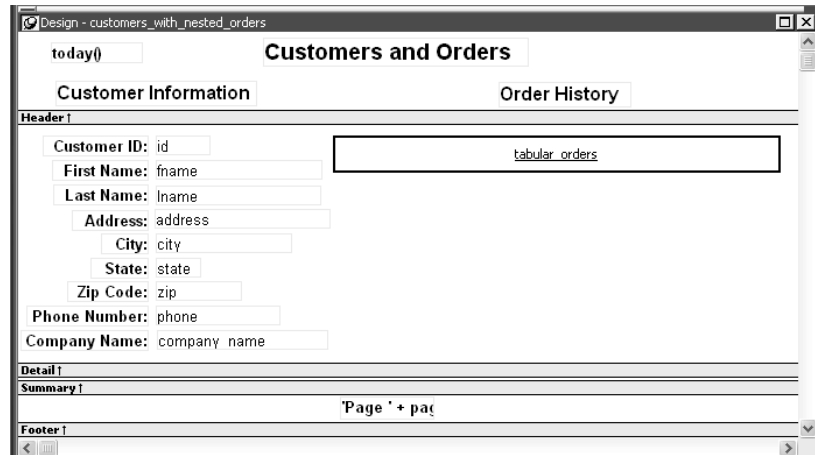 Design - customers_with_nested_orders
today()
Customers and Orders
Customer Information
Order History
Header ↑
Customer ID: id
tabular_orders
First Name: fname
Last Name: lname
Address: address
City: city
State: state
Zip Code: zip
Phone Number: phone
Company Name: company_name
Detail ↑
Summary ↑
'Page ' + pag
Footer ↑